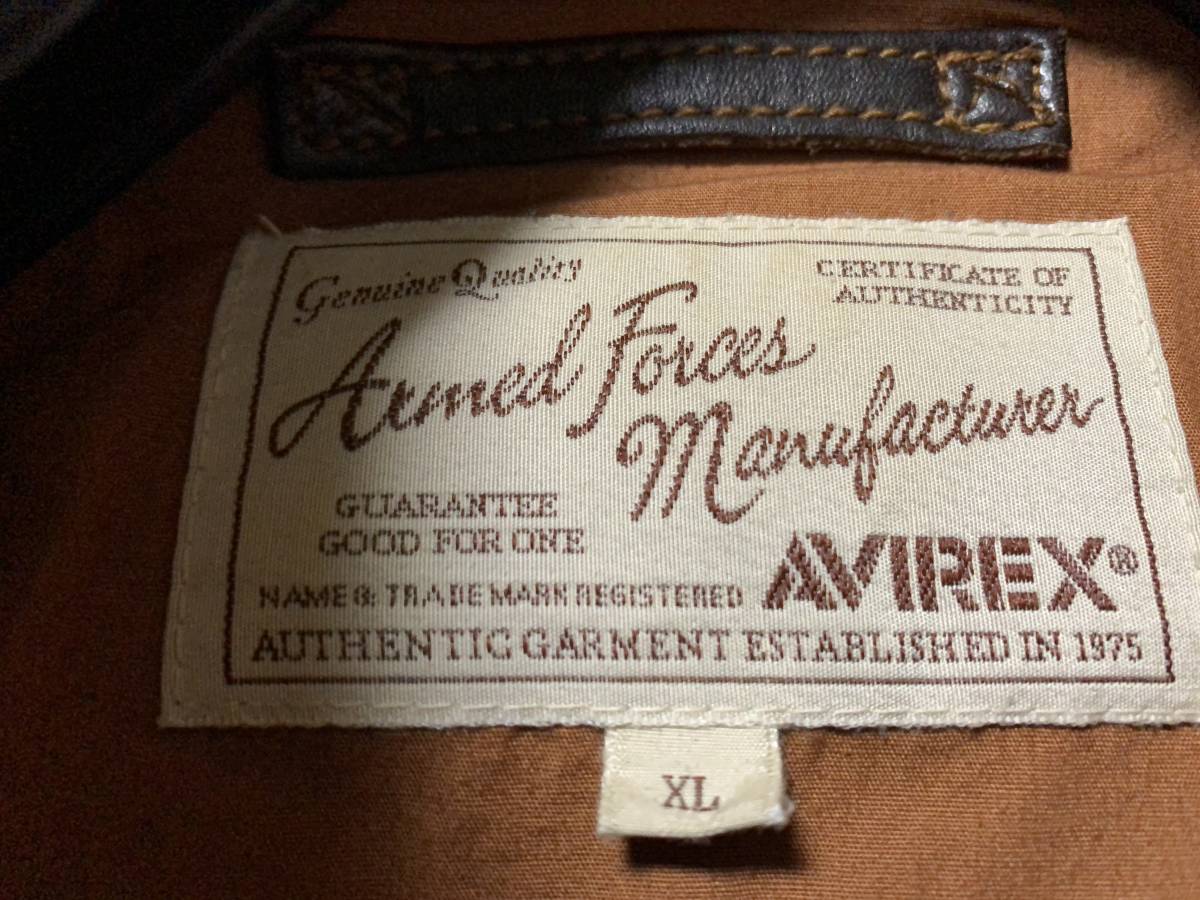 Genuine Quality
CERTIFICATE OF
AUTHENTICITY
Armed Forces
Manufacturer
GUARANTEE
GOOD FOR ONE
NAME & TRADE MARK REGISTERED
AVIREX®
AUTHENTIC GARMENT ESTABLISHED IN 1975
XL